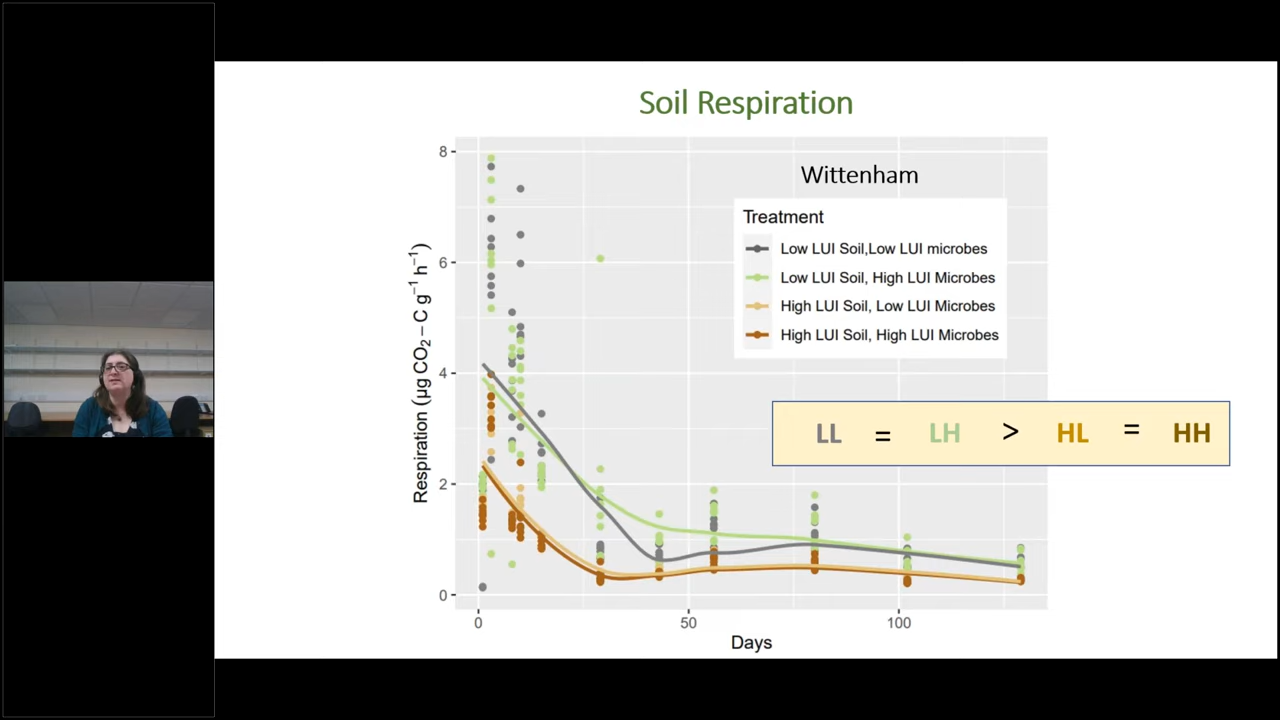 Soil Respiration
Wittenham
Treatment
Low LUI Soil,Low LUI microbes
Low LUI Soil, High LUI Microbes
High LUI Soil, Low LUI Microbes
High LUI Soil, High LUI Microbes
LL = LH > HL = HH
Respiration (µg CO₂ – C g⁻¹ h⁻¹)
8
6
4
2
0
0 50 100
Days